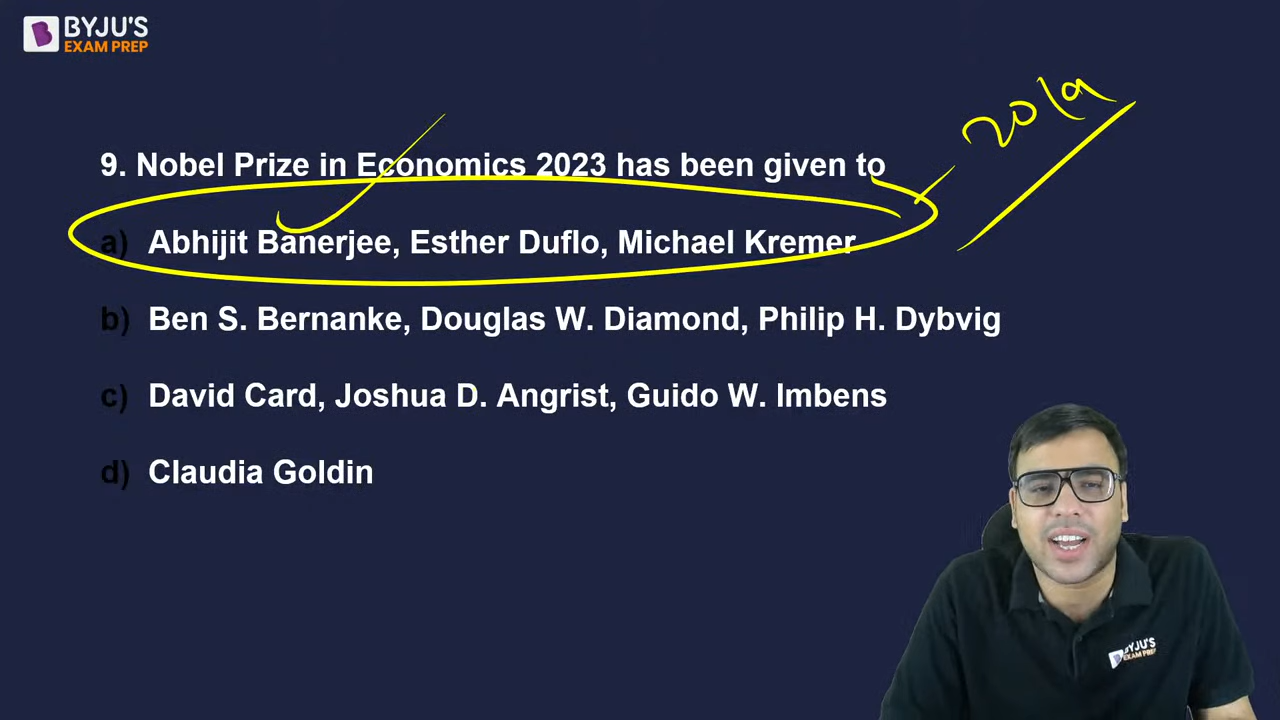 BYJU'S
EXAM PREP
2019
9. Nobel Prize in Economics 2023 has been given to
a) Abhijit Banerjee, Esther Duflo, Michael Kremer
b) Ben S. Bernanke, Douglas W. Diamond, Philip H. Dybvig
c) David Card, Joshua D. Angrist, Guido W. Imbens
d) Claudia Goldin
BYJU'S
EXAM PREP